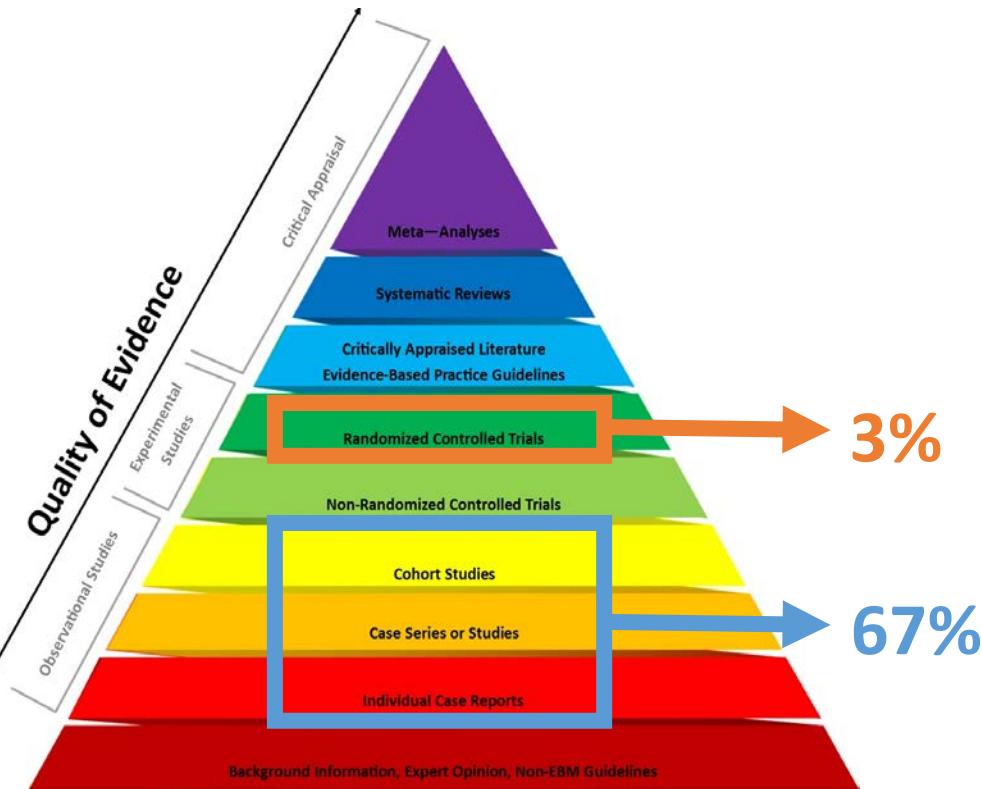 Quality of Evidence
Critical Appraisal
Experimental
Studies
Observational Studies
Meta—Analyses
Systematic Reviews
Critically Appraised Literature
Evidence-Based Practice Guidelines
Randomized Controlled Trials
3%
Non-Randomized Controlled Trials
Cohort Studies
Case Series or Studies
67%
Individual Case Reports
Background Information, Expert Opinion, Non-EBM Guidelines